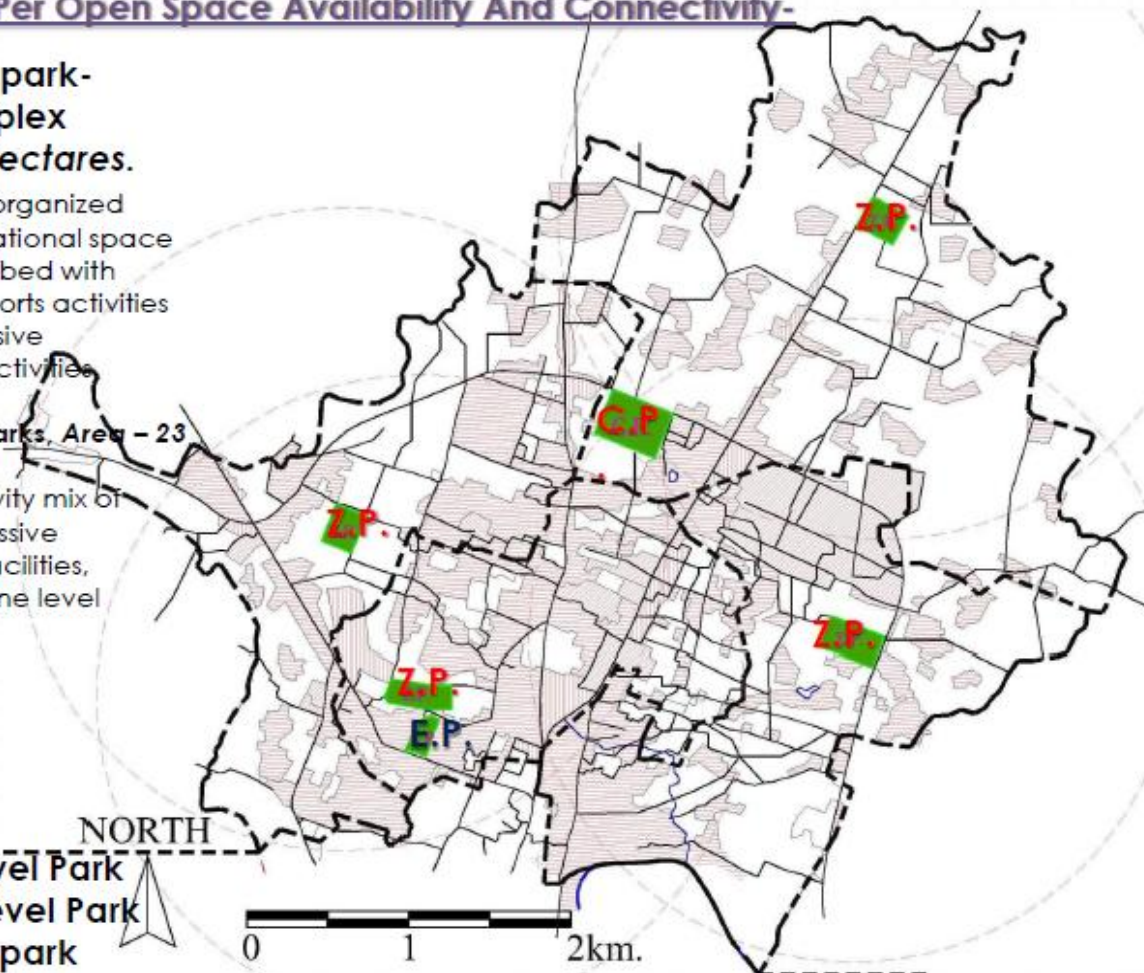 Per Open Space Availability And Connectivity-
park-
plex
ectares.
organized
ational space
bed with
orts activities
sive
ctivities
arks, Area – 23
vity mix of
ssive
acilities,
ne level
Z.P.
C.P
Z.P.
Z.P.
Z.P.
E.P
NORTH
vel Park
evel Park
park
0 1 2km.